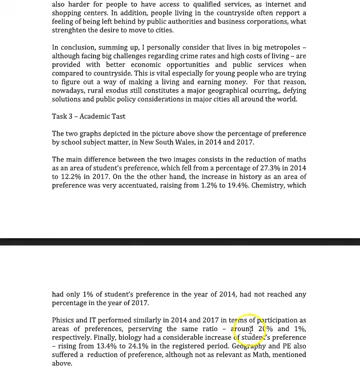 also harder for people to have access to qualified services, as internet and
shopping centers. In addition, people living in the countryside often repport a
feeling of being left behind by public authorities and business corporations, what
strenghten the desire to move to cities.
In conclusion, summing up, I personally consider that lives in big metropoles –
although facing big challenges regarding crime rates and high costs of living – are
provided with better economic opportunities and public services when
compared to countryside. This is vital especially for young people who are trying
to figure out a way of making a living and earning money. For that reason,
nowadays, rural exodus still constitutes a major geographical ocurring,, defying
solutions and public policy considerations in major cities all around the world.
Task 3 – Academic Tast
The two graphs depicted in the picture above show the percentage of preference
by school subject matter, in New South Wales, in 2014 and 2017.
The main difference between the two images consists in the reduction of maths
as an area of student's preference, which fell from a percentage of 27.3% in 2014
to 12.2% in 2017. On the the other hand, the increase in history as an area of
preference was very accentuated, raising from 1.2% to 19.4%. Chemistry, which
had only 1% of student's preference in the year of 2014, had not reached any
percentage in the year of 2017.
Phisics and IT performed similarly in 2014 and 2017 in terms of participation as
areas of preference, perserving the same ratio – around 20% and 1%,
respectively. Finally, biology had a considerable increase of student's preference
– rising from 13.4% to 24.1% in the registered period. Geography and PE also
suffered a reduction of preference, although not as relevant as Math, mentioned
above.